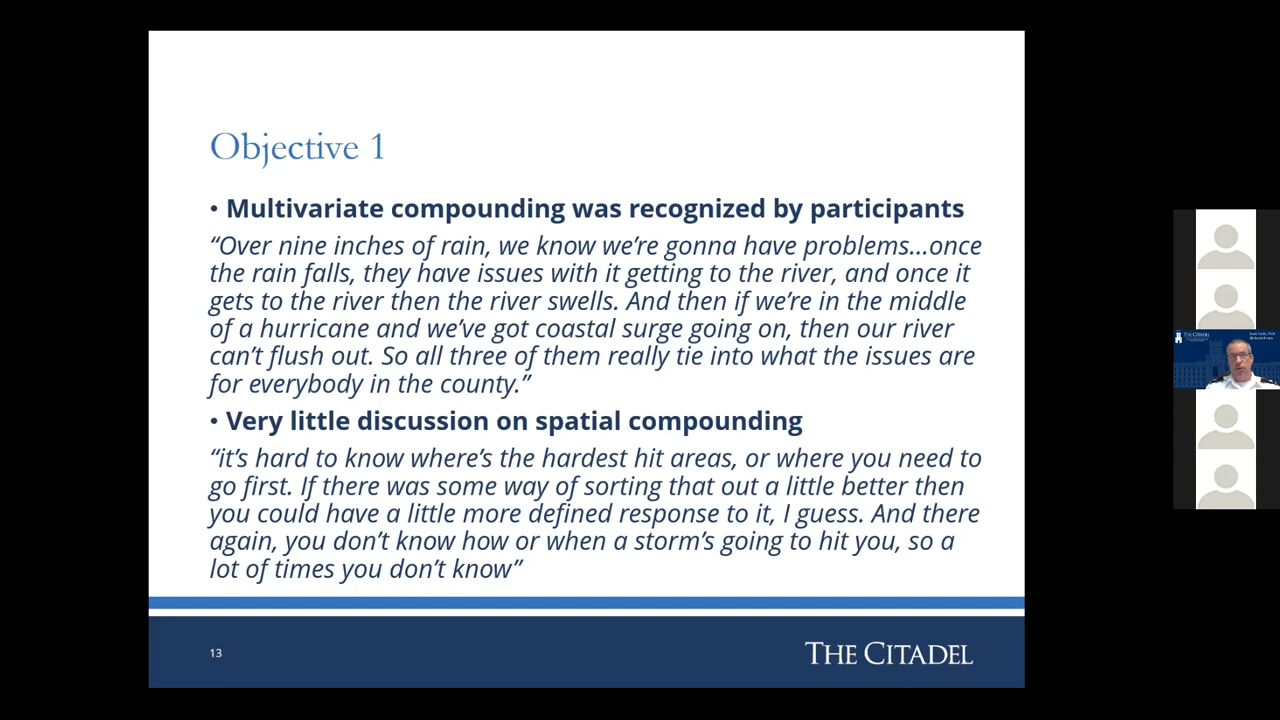 Objective 1
• Multivariate compounding was recognized by participants
“Over nine inches of rain, we know we’re gonna have problems…once
the rain falls, they have issues with it getting to the river, and once it
gets to the river then the river swells. And then if we’re in the middle
of a hurricane and we’ve got coastal surge going on, then our river
can’t flush out. So all three of them really tie into what the issues are
for everybody in the county.”
• Very little discussion on spatial compounding
“it’s hard to know where’s the hardest hit areas, or where you need to
go first. If there was some way of sorting that out a little better then
you could have a little more defined response to it, I guess. And there
again, you don’t know how or when a storm’s going to hit you, so a
lot of times you don’t know”
13
THE CITADEL
THE CITADEL